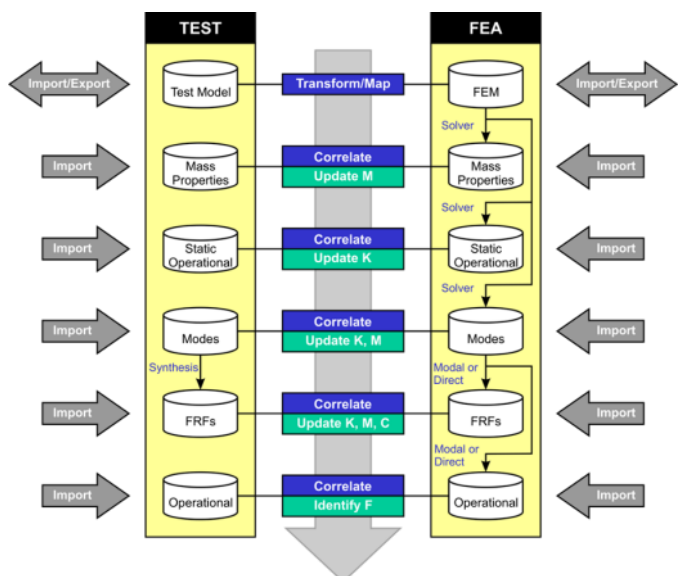 TEST
FEA
Import/Export
Test Model
Transform/Map
FEM
Import/Export
Solver
Import
Mass
Properties
Correlate
Update M
Mass
Properties
Import
Solver
Import
Static
Operational
Correlate
Update K
Static
Operational
Import
Solver
Import
Modes
Correlate
Update K, M
Modes
Import
Synthesis
Modal or
Direct
Import
FRFs
Correlate
Update K, M, C
FRFs
Import
Modal or
Direct
Import
Operational
Correlate
Identify F
Operational
Import